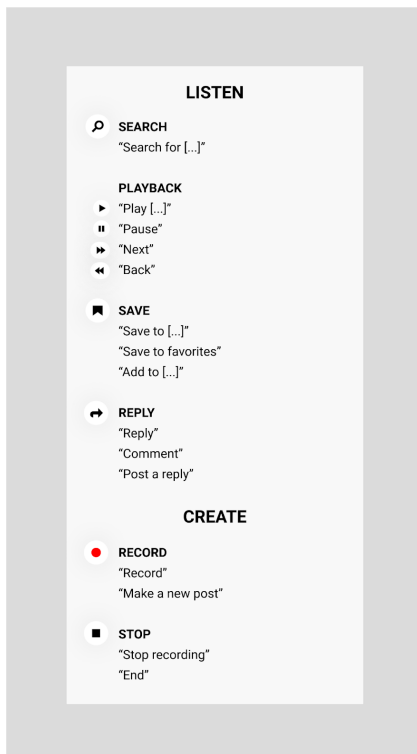 LISTEN
SEARCH
“Search for [...]”
PLAYBACK
“Play [...]”
“Pause”
“Next”
“Back”
SAVE
“Save to [...]”
“Save to favorites”
“Add to [...]”
REPLY
“Reply”
“Comment”
“Post a reply”
CREATE
RECORD
“Record”
“Make a new post”
STOP
“Stop recording”
“End”